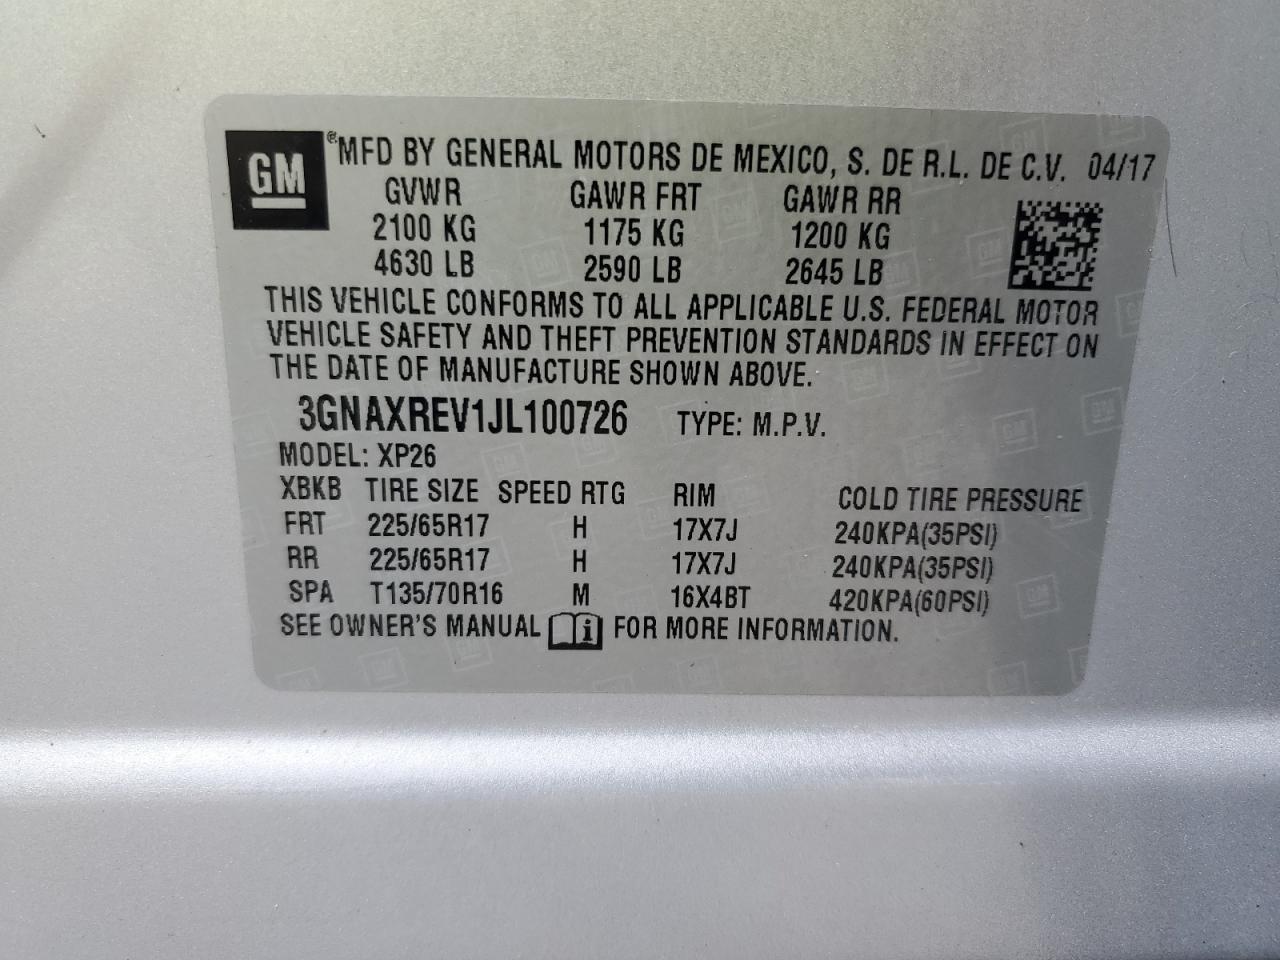 GM ®MFD BY GENERAL MOTORS DE MEXICO, S. DE R.L. DE C.V. 04/17
GVWR GAWR FRT GAWR RR
2100 KG 1175 KG 1200 KG
4630 LB 2590 LB 2645 LB
THIS VEHICLE CONFORMS TO ALL APPLICABLE U.S. FEDERAL MOTOR
VEHICLE SAFETY AND THEFT PREVENTION STANDARDS IN EFFECT ON
THE DATE OF MANUFACTURE SHOWN ABOVE.
3GNAXREV1JL100726 TYPE: M.P.V.
MODEL: XP26
XBKB TIRE SIZE SPEED RTG RIM COLD TIRE PRESSURE
FRT 225/65R17 H 17X7J 240KPA(35PSI)
RR 225/65R17 H 17X7J 240KPA(35PSI)
SPA T135/70R16 M 16X4BT 420KPA(60PSI)
SEE OWNER'S MANUAL i FOR MORE INFORMATION.